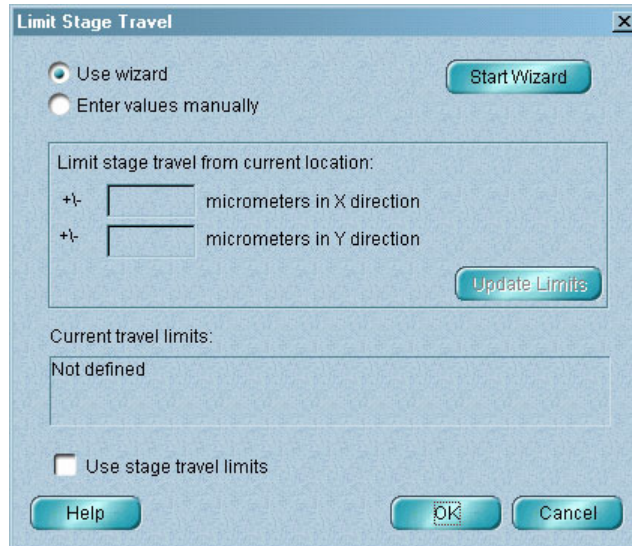 Limit Stage Travel
Use wizard
Start Wizard
Enter values manually
Limit stage travel from current location:
+\- micrometers in X direction
+\- micrometers in Y direction
Update Limits
Current travel limits:
Not defined
Use stage travel limits
Help OK Cancel